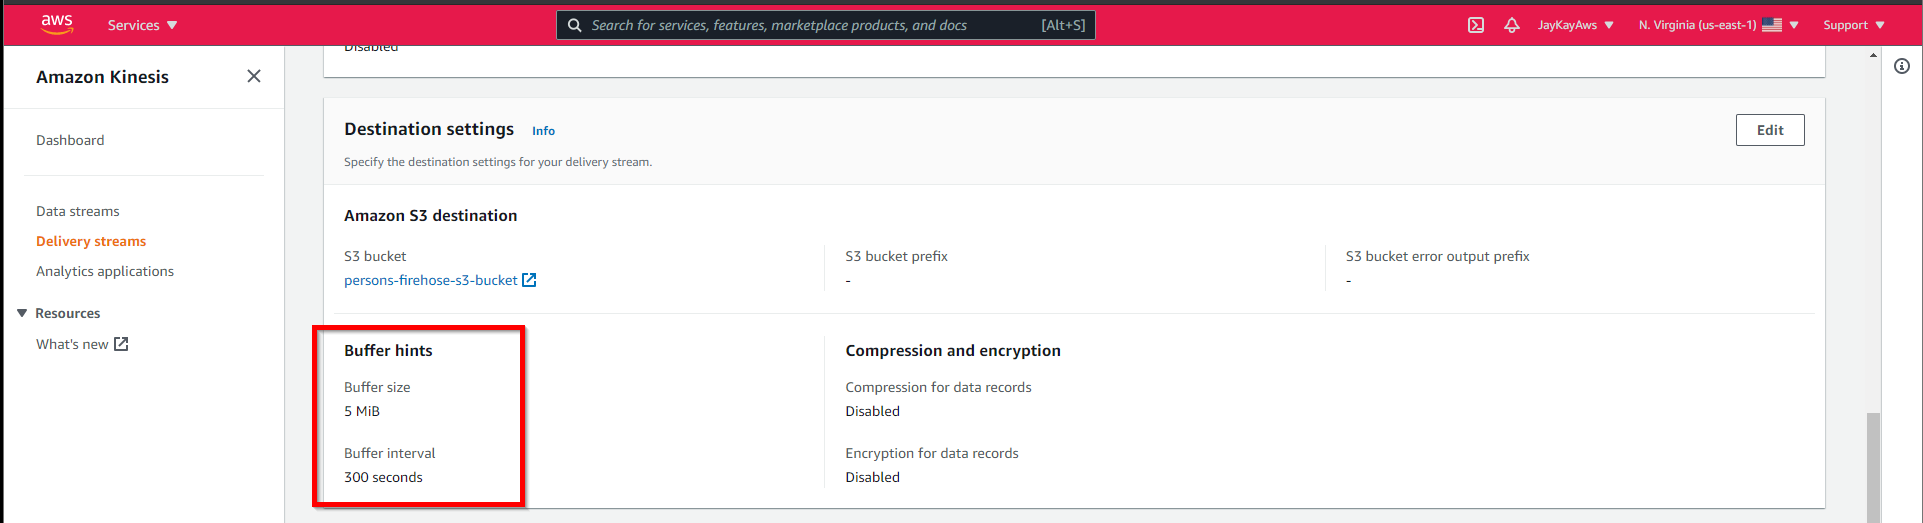 aws
Services
Search for services, features, marketplace products, and docs [Alt+S]
JayKayAws
N. Virginia (us-east-1)
Support
Amazon Kinesis
Dashboard
Data streams
Delivery streams
Analytics applications
Resources
What's new
Disabled
Destination settings Info
Edit
Specify the destination settings for your delivery stream.
Amazon S3 destination
S3 bucket
persons-firehose-s3-bucket
S3 bucket prefix
-
S3 bucket error output prefix
-
Buffer hints
Buffer size
5 MiB
Buffer interval
300 seconds
Compression and encryption
Compression for data records
Disabled
Encryption for data records
Disabled